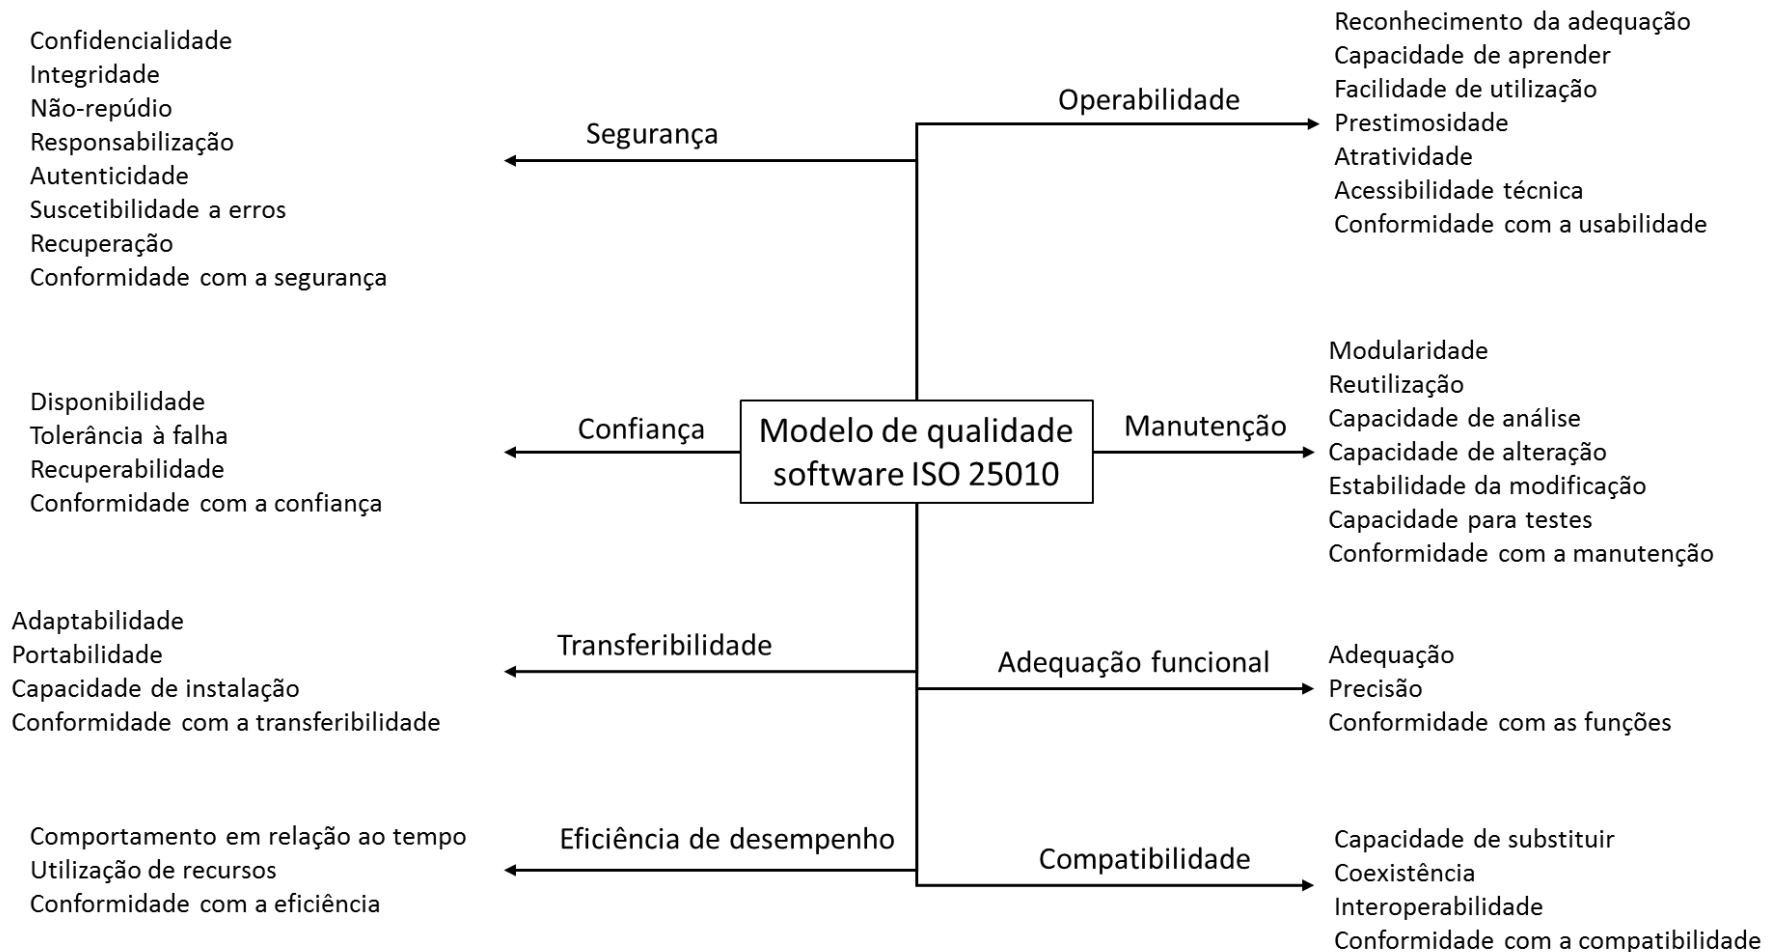 Confidencialidade
Integridade
Não-repúdio
Responsabilização
Autenticidade
Suscetibilidade a erros
Recuperação
Conformidade com a segurança
Segurança
Operabilidade
Reconhecimento da adequação
Capacidade de aprender
Facilidade de utilização
Prestimosidade
Atratividade
Acessibilidade técnica
Conformidade com a usabilidade
Disponibilidade
Tolerância à falha
Recuperabilidade
Conformidade com a confiança
Confiança
Modelo de qualidade
software ISO 25010
Manutenção
Modularidade
Reutilização
Capacidade de análise
Capacidade de alteração
Estabilidade da modificação
Capacidade para testes
Conformidade com a manutenção
Adaptabilidade
Portabilidade
Capacidade de instalação
Conformidade com a transferibilidade
Transferibilidade
Adequação funcional
Adequação
Precisão
Conformidade com as funções
Comportamento em relação ao tempo
Utilização de recursos
Conformidade com a eficiência
Eficiência de desempenho
Compatibilidade
Capacidade de substituir
Coexistência
Interoperabilidade
Conformidade com a compatibilidade